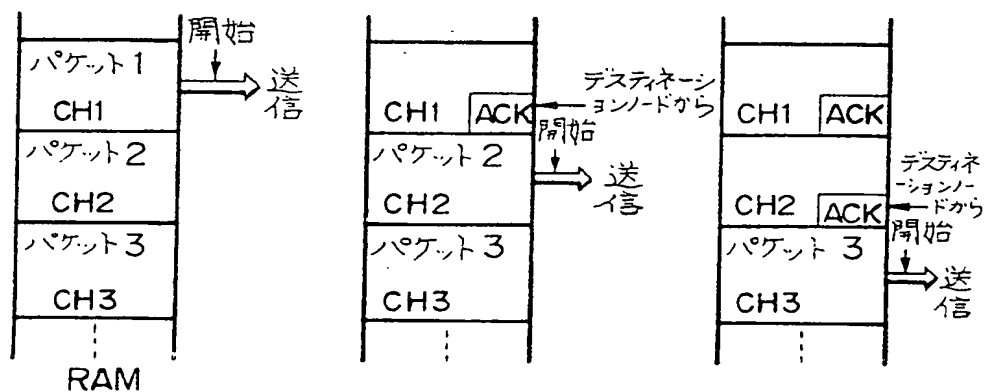 開始
パケット1
送
信
CH1
パケット2
CH2
パケット3
CH3
RAM
デスティネーシ
ョンノードから
CH1 ACK
開始
パケット2
送
信
CH2
パケット3
CH3
CH1 ACK
デスティネ
ーションノー
ドから
CH2 ACK
開始
パケット3
送
信
CH3